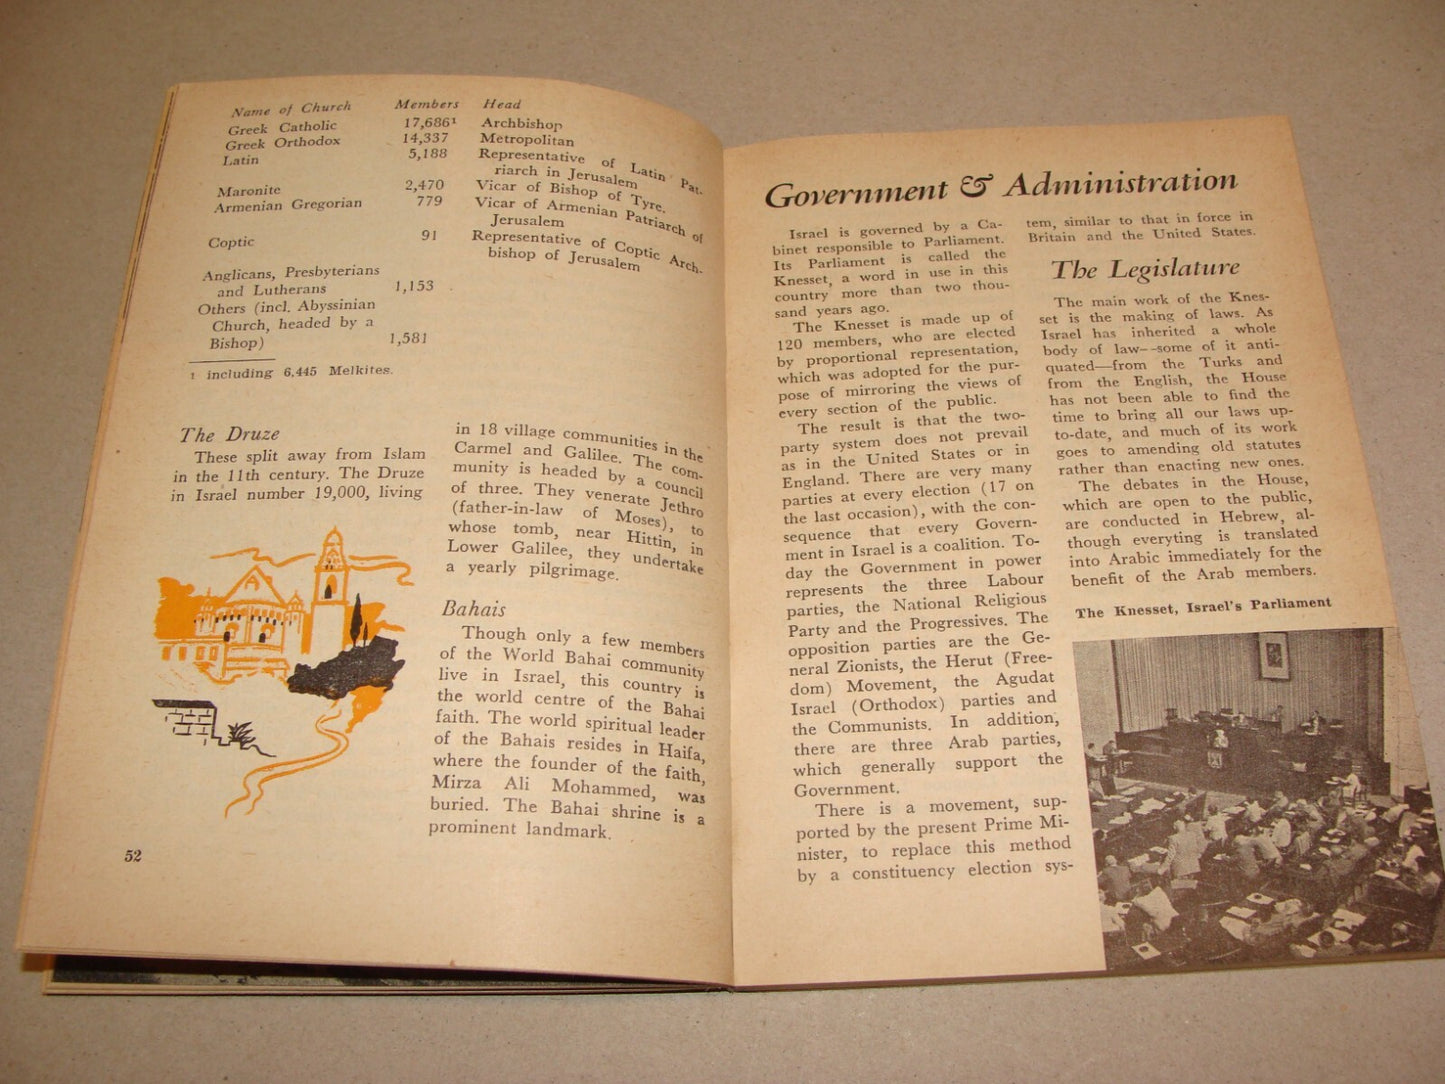 Name of Church Members Head
Greek Catholic 17,686¹ Archbishop
Greek Orthodox 14,337 Metropolitan
Latin 5,188 Representative of Latin Pat-
riarch in Jerusalem
Maronite 2,470 Vicar of Bishop of Tyre.
Armenian Gregorian 779 Vicar of Armenian Patriarch of
Jerusalem
Coptic 91 Representative of Coptic Arch-
bishop of Jerusalem
Anglicans, Presbyterians
and Lutherans 1,153
Others (incl. Abyssinian
Church, headed by a
Bishop) 1,581
1 including 6,445 Melkites.
The Druze
These split away from Islam
in the 11th century. The Druze
in Israel number 19,000, living
in 18 village communities in the
Carmel and Galilee. The com-
munity is headed by a council
of three. They venerate Jethro
(father-in-law of Moses), to
whose tomb, near Hittin, in
Lower Galilee, they undertake
a yearly pilgrimage.
Bahais
Though only a few members
of the World Bahai community
live in Israel, this country is
the world centre of the Bahai
faith. The world spiritual leader
of the Bahais resides in Haifa,
where the founder of the faith,
Mirza Ali Mohammed, was
buried. The Bahai shrine is a
prominent landmark.
52
Government & Administration
Israel is governed by a Ca-
binet responsible to Parliament.
Its Parliament is called the
Knesset, a word in use in this
country more than two thou-
sand years ago.
The Knesset is made up of
120 members, who are elected
by proportional representation,
which was adopted for the pur-
pose of mirroring the views of
every section of the public.
The result is that the two-
party system does not prevail
as in the United States or in
England. There are very many
parties at every election (17 on
the last occasion), with the con-
sequence that every Govern-
ment in Israel is a coalition. To-
day the Government in power
represents the three Labour
parties, the National Religious
Party and the Progressives. The
opposition parties are the Ge-
neral Zionists, the Herut (Free-
dom) Movement, the Agudat
Israel (Orthodox) parties and
the Communists. In addition,
there are three Arab parties,
which generally support the
Government.
There is a movement, sup-
ported by the present Prime Mi-
nister, to replace this method
by a constituency election sys-
tem, similar to that in force in
Britain and the United States.
The Legislature
The main work of the Knes-
set is the making of laws. As
Israel has inherited a whole
body of law--some of it anti-
quated—from the Turks and
from the English, the House
has not been able to find the
time to bring all our laws up-
to-date, and much of its work
goes to amending old statutes
rather than enacting new ones.
The debates in the House,
which are open to the public,
are conducted in Hebrew, al-
though everyting is translated
into Arabic immediately for the
benefit of the Arab members.
The Knesset, Israel's Parliament